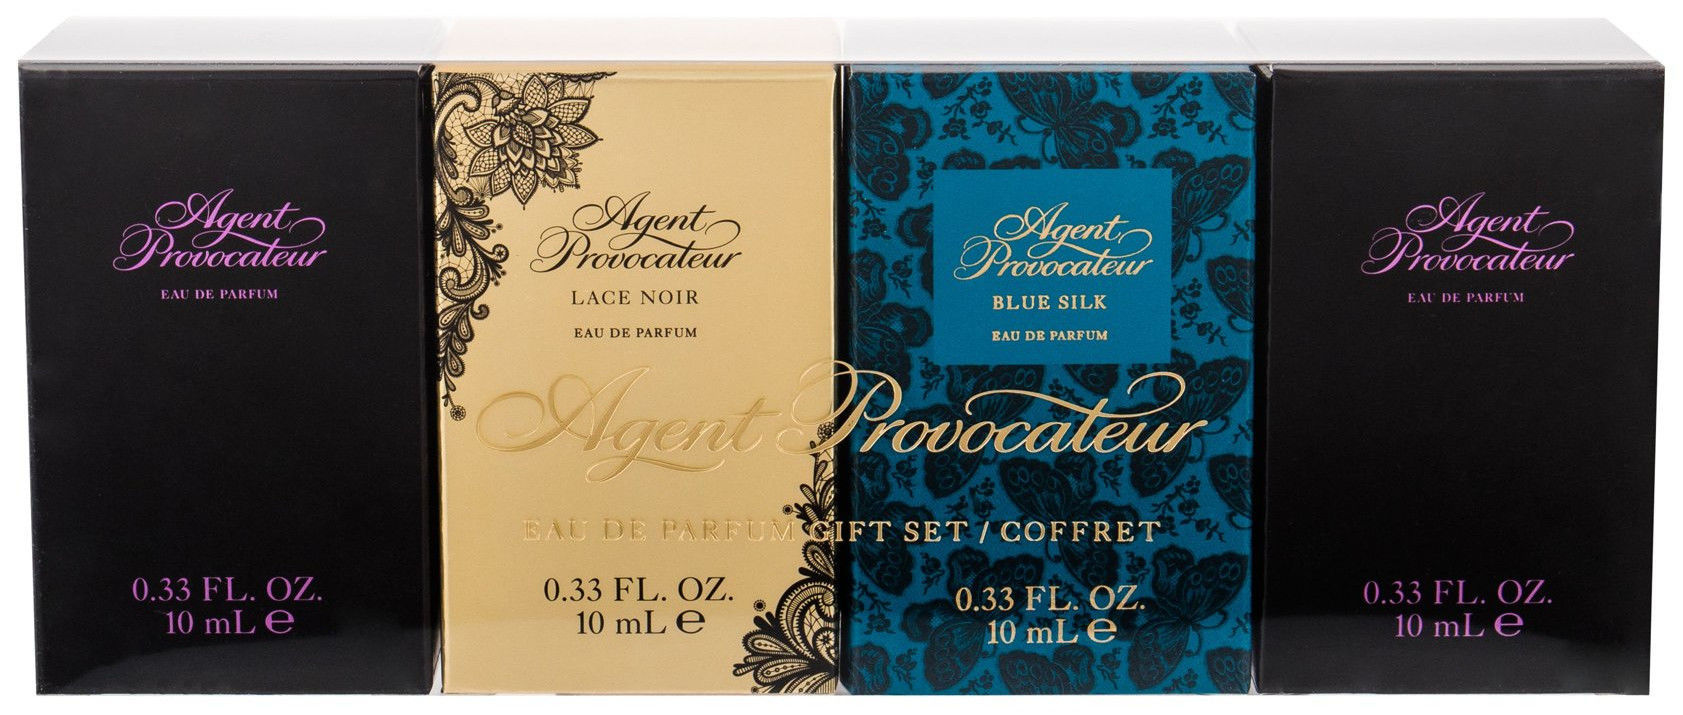 Agent
Provocateur
EAU DE PARFUM
0.33 FL. OZ.
10 mL ℮
Agent
Provocateur
LACE NOIR
EAU DE PARFUM
0.33 FL. OZ.
10 mL ℮
Agent
Provocateur
BLUE SILK
EAU DE PARFUM
0.33 FL. OZ.
10 mL ℮
Agent
Provocateur
EAU DE PARFUM
0.33 FL. OZ.
10 mL ℮
Agent Provocateur
EAU DE PARFUM GIFT SET / COFFRET